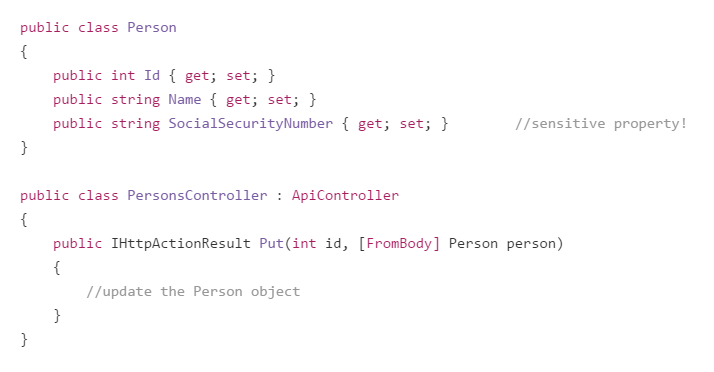 public class Person
{
    public int Id { get; set; }
    public string Name { get; set; }
    public string SocialSecurityNumber { get; set; }        //sensitive property!
}

public class PersonsController : ApiController
{
    public IHttpActionResult Put(int id, [FromBody] Person person)
    {
        //update the Person object
    }
}